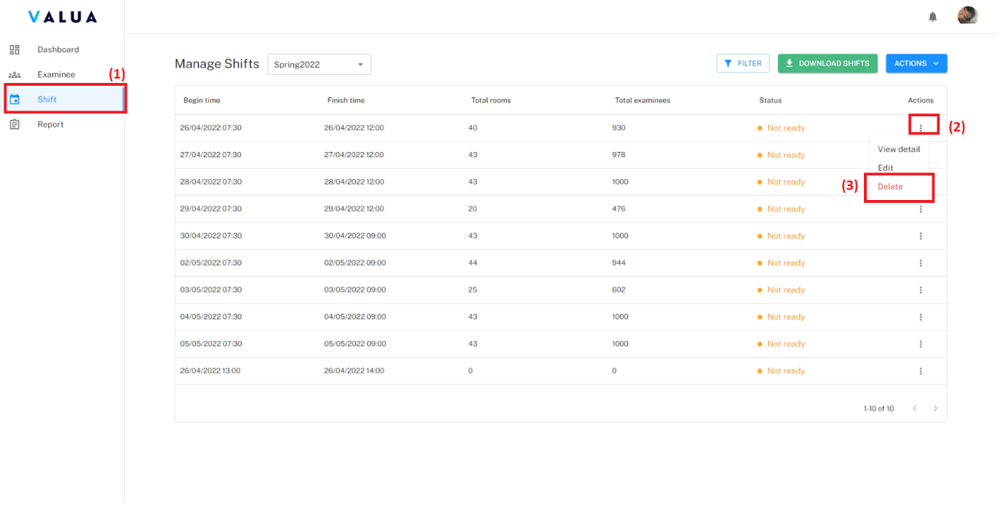 VALUA
Dashboard
Examinee
(1)
Shift
Report
Manage Shifts
Spring2022
FILTER
DOWNLOAD SHIFTS
ACTIONS
Begin time Finish time Total rooms Total examinees Status Actions
26/04/2022 07:30 26/04/2022 12:00 40 930 Not ready
(2)
27/04/2022 07:30 27/04/2022 12:00 43 978 Not ready
28/04/2022 07:30 28/04/2022 12:00 43 1000 Not ready
29/04/2022 07:30 29/04/2022 12:00 20 476 Not ready
30/04/2022 07:30 30/04/2022 09:00 43 1000 Not ready
02/05/2022 07:30 02/05/2022 09:00 44 944 Not ready
03/05/2022 07:30 03/05/2022 09:00 25 602 Not ready
04/05/2022 07:30 04/05/2022 09:00 43 1000 Not ready
05/05/2022 07:30 05/05/2022 09:00 43 1000 Not ready
26/04/2022 13:00 26/04/2022 14:00 0 0 Not ready
View detail
Edit
(3)
Delete
1-10 of 10